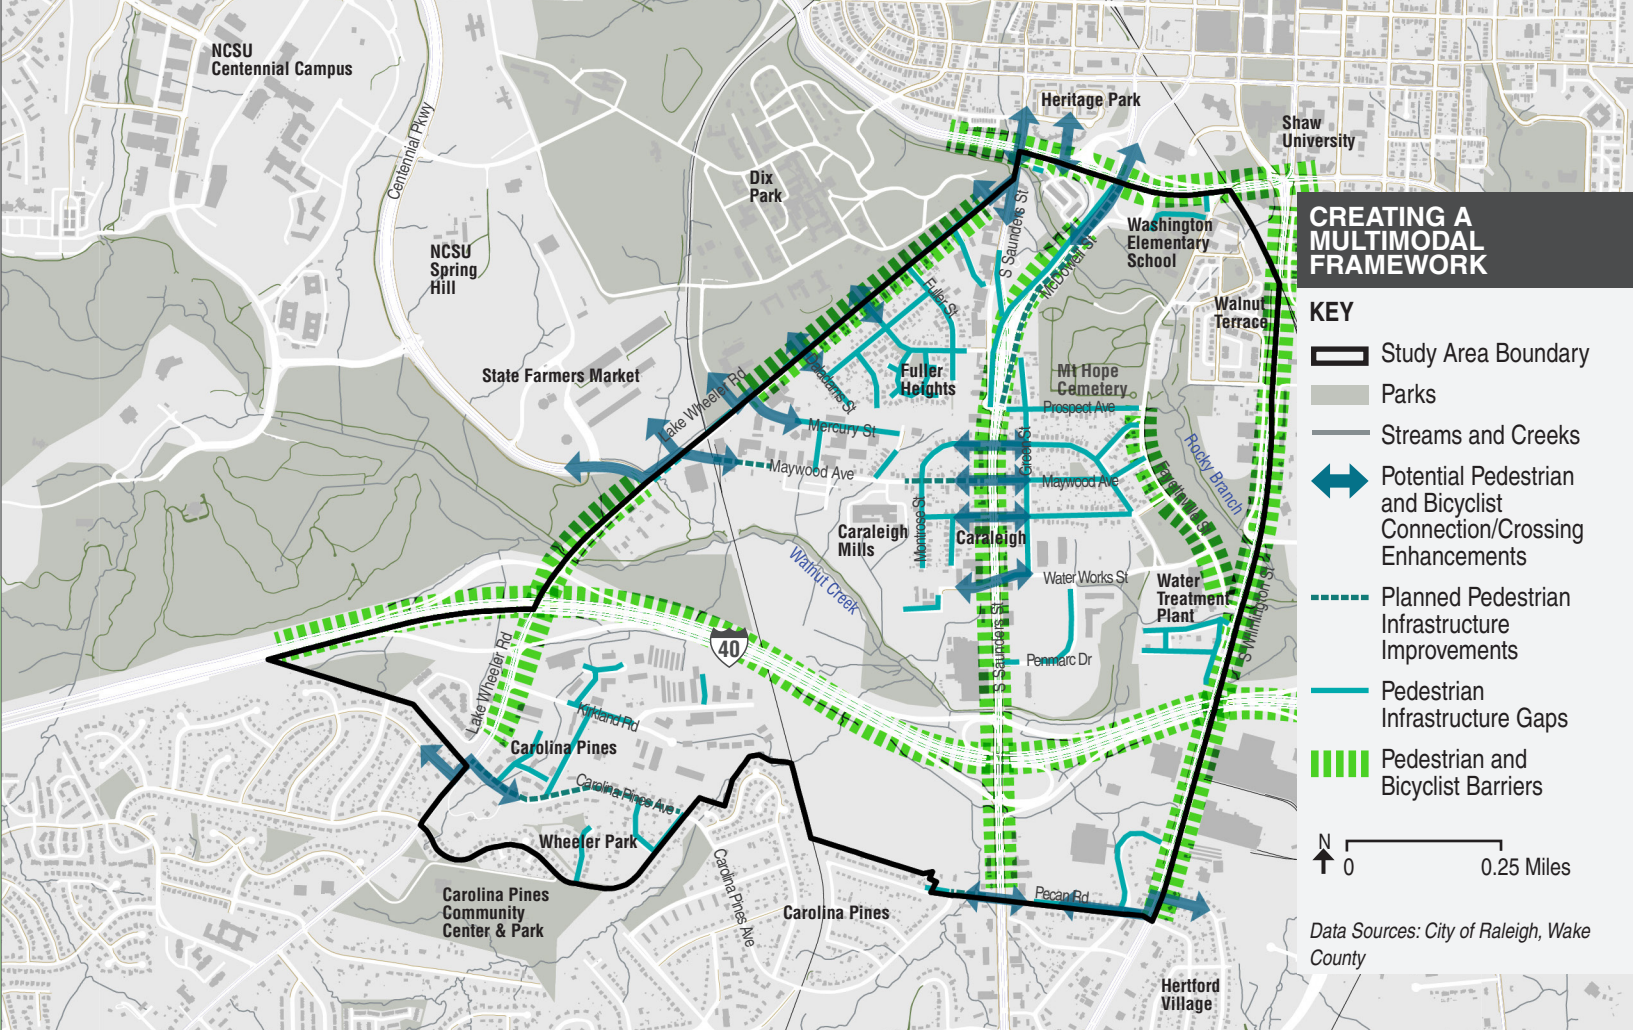 NCSU
Centennial Campus
Centennial Pkwy
Heritage Park
Shaw
University
Dix
Park
S Saunders St
Washington
Elementary
School
McDowell St
NCSU
Spring
Hill
Fuller St
Walnut
Terrace
State Farmers Market
Lake Wheeler Rd
Fuller
Heights
Mt Hope
Cemetery
Prospect Ave
Mercury St
Green St
Rocky Branch
Maywood Ave
Maywood Ave
Fayetteville St
Montrose St
Caraleigh
Mills
Caraleigh
Walnut Creek
Water Works St
Water
Treatment
Plant
S Wilmington St
40
S Saunders St
Penmarc Dr
Lake Wheeler Rd
Kirkland Rd
Carolina Pines
Carolina Pines Ave
Wheeler Park
Carolina Pines Ave
Carolina Pines
Community
Center & Park
Carolina Pines
Pecan Rd
Hertford
Village
CREATING A
MULTIMODAL
FRAMEWORK
KEY
Study Area Boundary
Parks
Streams and Creeks
Potential Pedestrian
and Bicyclist
Connection/Crossing
Enhancements
Planned Pedestrian
Infrastructure
Improvements
Pedestrian
Infrastructure Gaps
Pedestrian and
Bicyclist Barriers
N
0 0.25 Miles
Data Sources: City of Raleigh, Wake
County